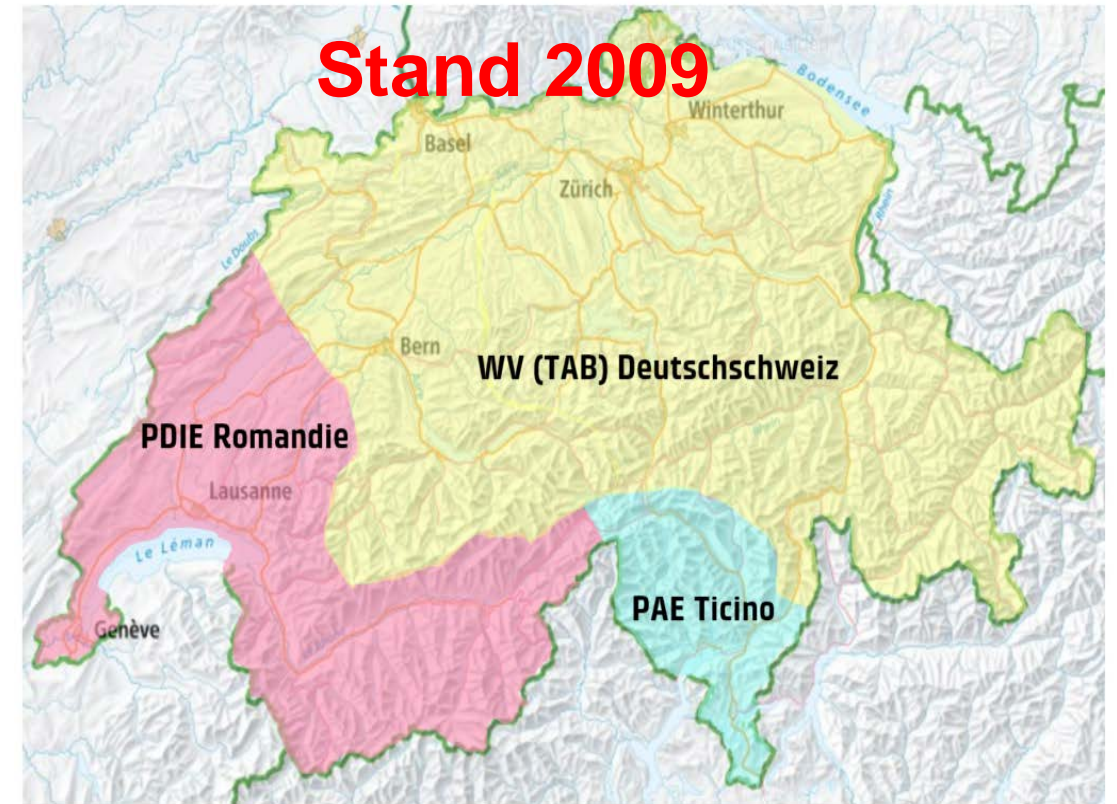 Stand 2009
Bodensee
Winterthur
Basel
Zürich
Rhein
Le Doubs
Bern
WV (TAB) Deutschschweiz
PDIE Romandie
Lausanne
Le Léman
PAE Ticino
Genève